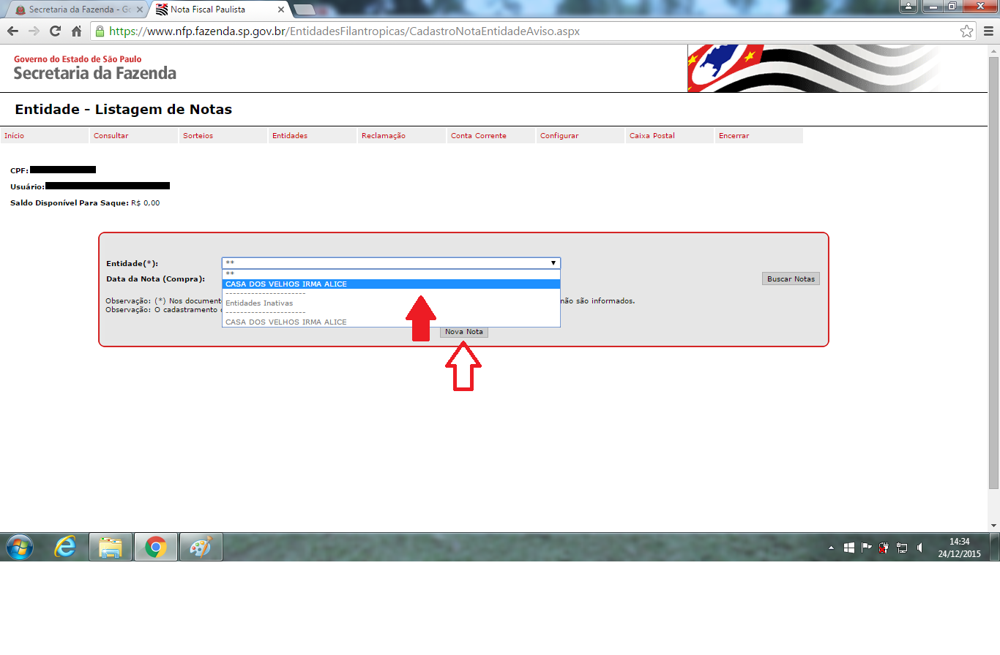 Secretaria da Fazenda - Go
Nota Fiscal Paulista
https://www.nfp.fazenda.sp.gov.br/EntidadesFilantropicas/CadastroNotaEntidadeAviso.aspx
Governo do Estado de São Paulo
Secretaria da Fazenda
Entidade - Listagem de Notas
Início Consultar Sorteios Entidades Reclamação Conta Corrente Configurar Caixa Postal Encerrar
CPF:
Usuário:
Saldo Disponível Para Saque: R$ 0,00
Entidade(*): **
**
Data da Nota (Compra): Buscar Notas
CASA DOS VELHOS IRMA ALICE
----------------------
Entidades Inativas
----------------------
CASA DOS VELHOS IRMA ALICE
Observação: (*) Nos document não são informados.
Observação: O cadastramento
Nova Nota
14:34
24/12/2015